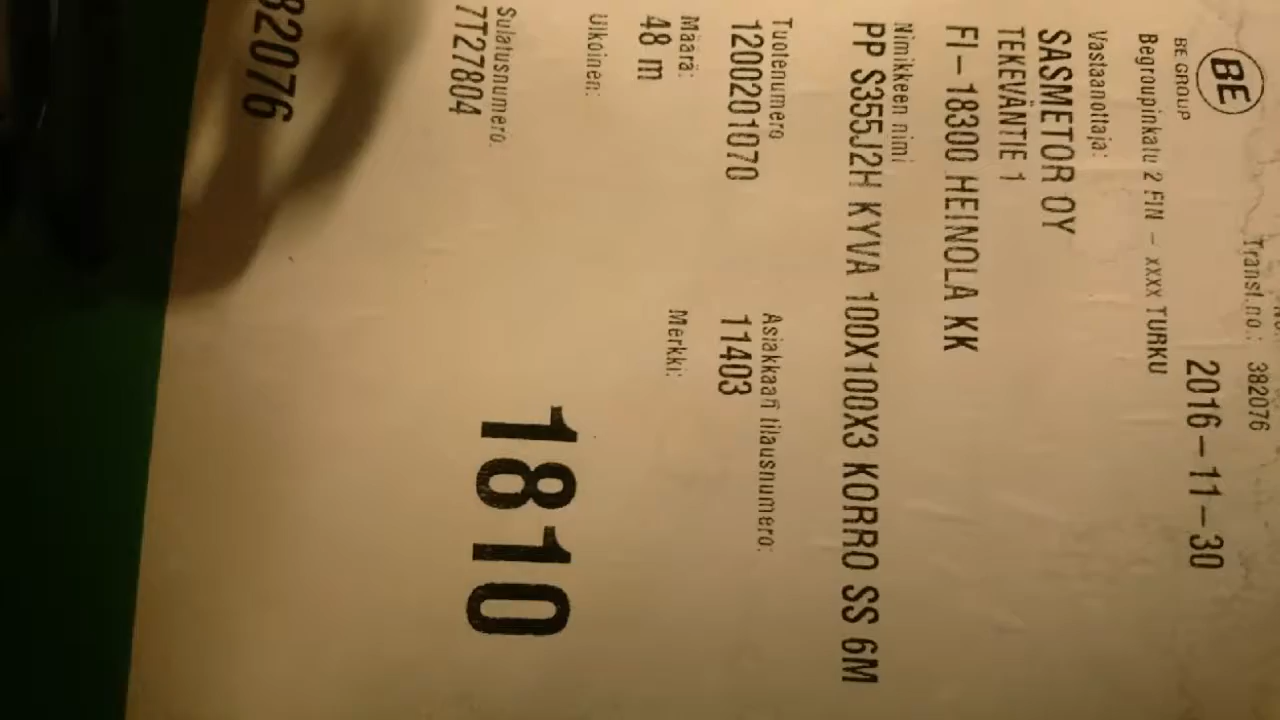 Transf.no.: 382076
BE
BE GROUP
2016-11-30
Begroupinkatu 2 FIN - xxxx TURKU
Vastaanottaja:
SASMETOR OY
TEKEVÄNTIE 1
FI-18300 HEINOLA KK
Nimikkeen nimi
PP S355J2H KYVA 100X100X3 KORRO SS 6M
Tuotenumero
1200201070
Asiakkaan tilausnumero:
11403
Määrä:
48 m
Merkki:
Ulkoinen:
1810
Sulatusnumero:
7T27804
82076